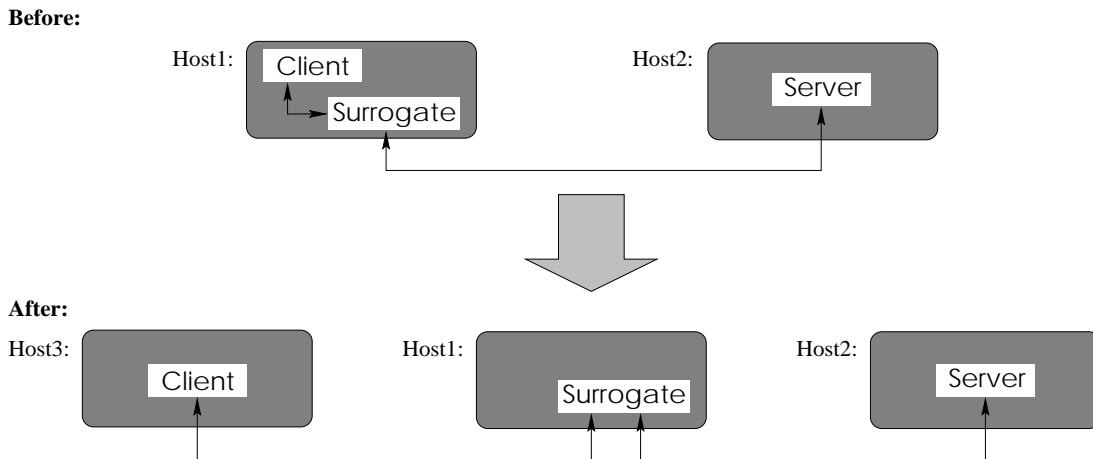 Before:
Host1:
Client
Surrogate
Host2:
Server
After:
Host3:
Client
Host1:
Surrogate
Host2:
Server